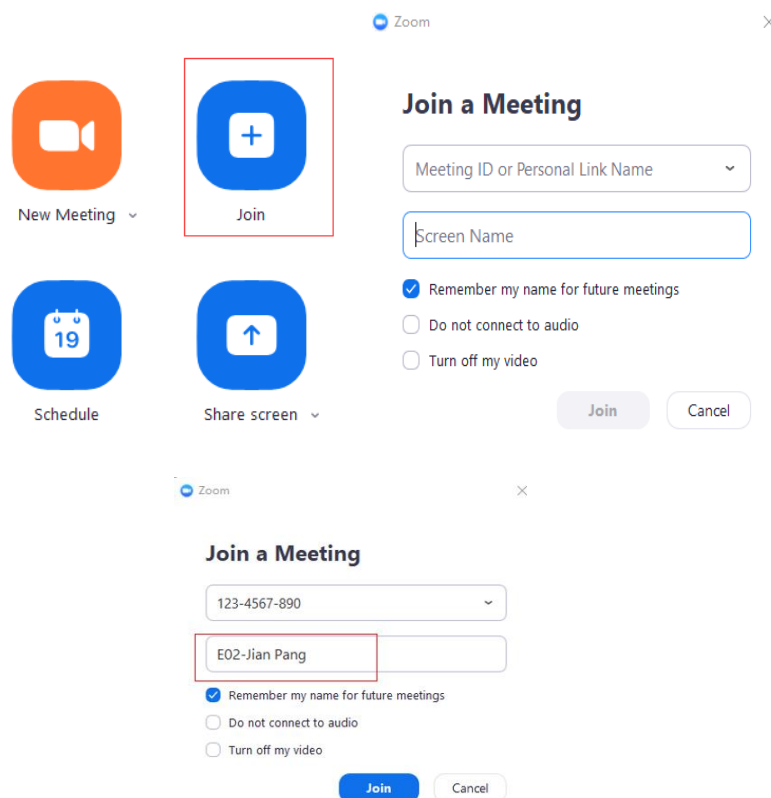 New Meeting
Join
19
Schedule
Share screen
Zoom
Join a Meeting
Meeting ID or Personal Link Name
Screen Name
Remember my name for future meetings
Do not connect to audio
Turn off my video
Join
Cancel
Zoom
Join a Meeting
123-4567-890
E02-Jian Pang
Remember my name for future meetings
Do not connect to audio
Turn off my video
Join
Cancel